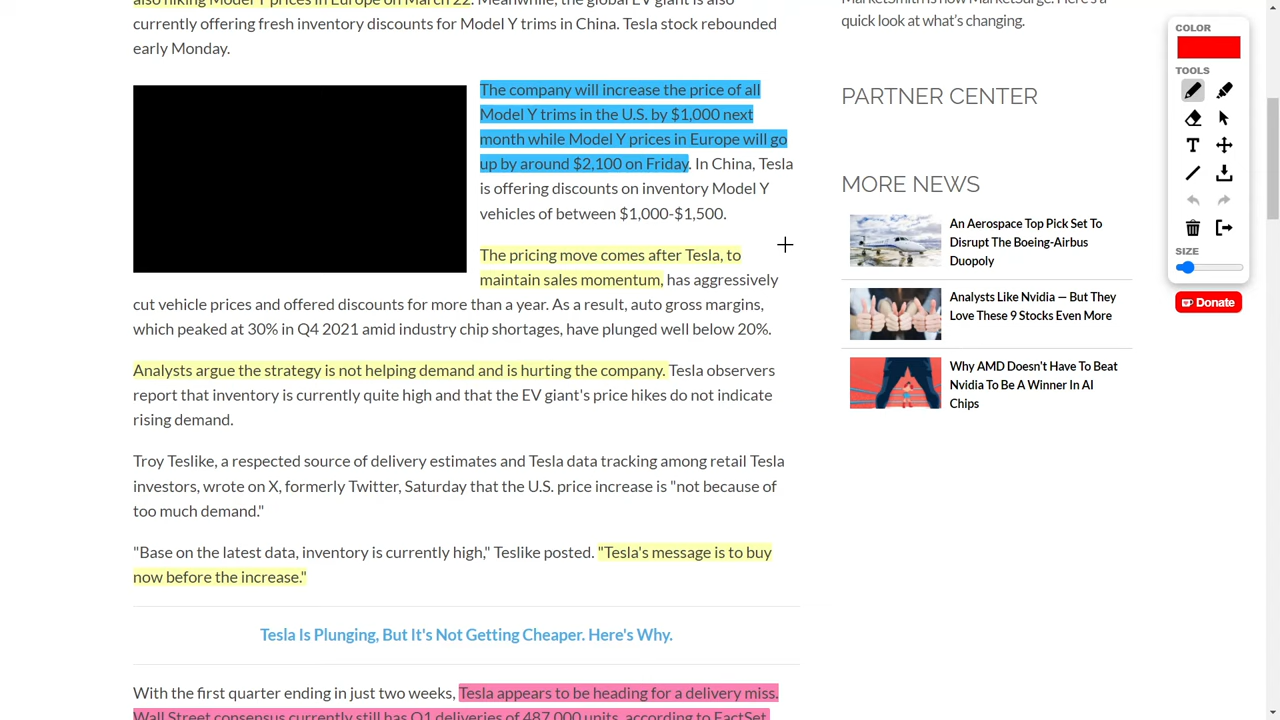 also hiking Model Y prices in Europe on March 22. Meanwhile, the global EV giant is also
currently offering fresh inventory discounts for Model Y trims in China. Tesla stock rebounded
early Monday.
The company will increase the price of all
Model Y trims in the U.S. by $1,000 next
month while Model Y prices in Europe will go
up by around $2,100 on Friday. In China, Tesla
is offering discounts on inventory Model Y
vehicles of between $1,000-$1,500.
The pricing move comes after Tesla, to
maintain sales momentum, has aggressively
cut vehicle prices and offered discounts for more than a year. As a result, auto gross margins,
which peaked at 30% in Q4 2021 amid industry chip shortages, have plunged well below 20%.
Analysts argue the strategy is not helping demand and is hurting the company. Tesla observers
report that inventory is currently quite high and that the EV giant's price hikes do not indicate
rising demand.
Troy Teslike, a respected source of delivery estimates and Tesla data tracking among retail Tesla
investors, wrote on X, formerly Twitter, Saturday that the U.S. price increase is "not because of
too much demand."
"Base on the latest data, inventory is currently high," Teslike posted. "Tesla's message is to buy
now before the increase."
Tesla Is Plunging, But It's Not Getting Cheaper. Here's Why.
With the first quarter ending in just two weeks, Tesla appears to be heading for a delivery miss.
Wall Street consensus currently still has Q1 deliveries of 487,000 units, according to FactSet.
MarketSmith is now MarketSurge. Here's a
quick look at what's changing.
PARTNER CENTER
MORE NEWS
An Aerospace Top Pick Set To
Disrupt The Boeing-Airbus
Duopoly
Analysts Like Nvidia — But They
Love These 9 Stocks Even More
Why AMD Doesn't Have To Beat
Nvidia To Be A Winner In AI
Chips
COLOR
TOOLS
T
SIZE
Donate